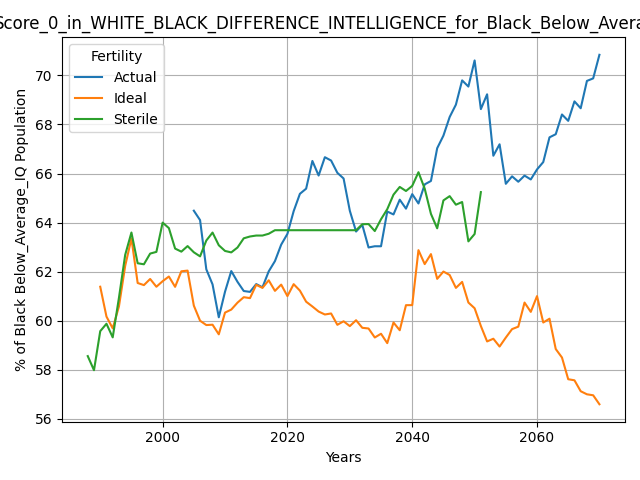 Score_0_in_WHITE_BLACK_DIFFERENCE_INTELLIGENCE_for_Black_Below_Avera
Fertility
Actual
Ideal
Sterile
% of Black Below_Average_IQ Population
70
68
66
64
62
60
58
56
2000
2020
2040
2060
Years